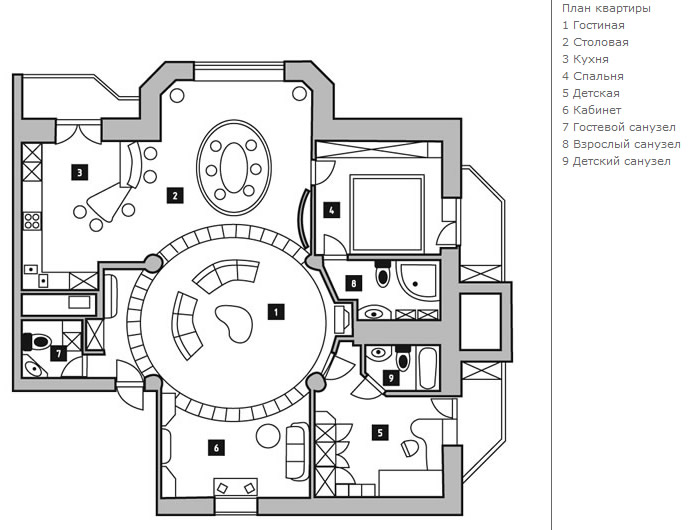 План квартиры
1 Гостиная
2 Столовая
3 Кухня
4 Спальня
5 Детская
6 Кабинет
7 Гостевой санузел
8 Взрослый санузел
9 Детский санузел
3
2
4
8
1
7
9
5
6